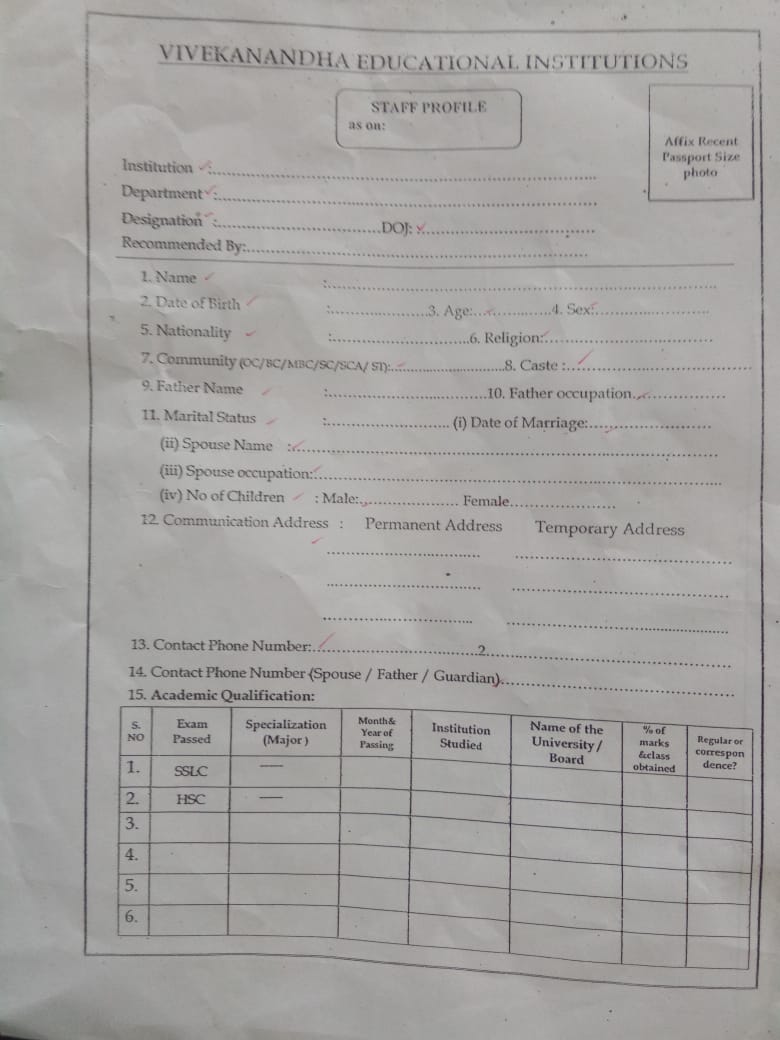 VIVEKANANDHA EDUCATIONAL INSTITUTIONS
STAFF PROFILE
as on:
Affix Recent
Passport Size
photo
Institution :
Department :
Designation : DOJ:
Recommended By:
1. Name :
2. Date of Birth : 3. Age: 4. Sex:
5. Nationality : 6. Religion:
7. Community (OC/BC/MBC/SC/SCA/ ST): 8. Caste :
9. Father Name : 10. Father occupation
11. Marital Status : (i) Date of Marriage:
(ii) Spouse Name :
(iii) Spouse occupation:
(iv) No of Children : Male: Female
12. Communication Address : Permanent Address Temporary Address
13. Contact Phone Number: 2
14. Contact Phone Number (Spouse / Father / Guardian)
15. Academic Qualification:
S. NO Exam Passed Specialization (Major) Month& Year of Passing Institution Studied Name of the University/ Board % of marks &class obtained Regular or correspon dence?
1. SSLC —
2. HSC —
3.
4.
5.
6.